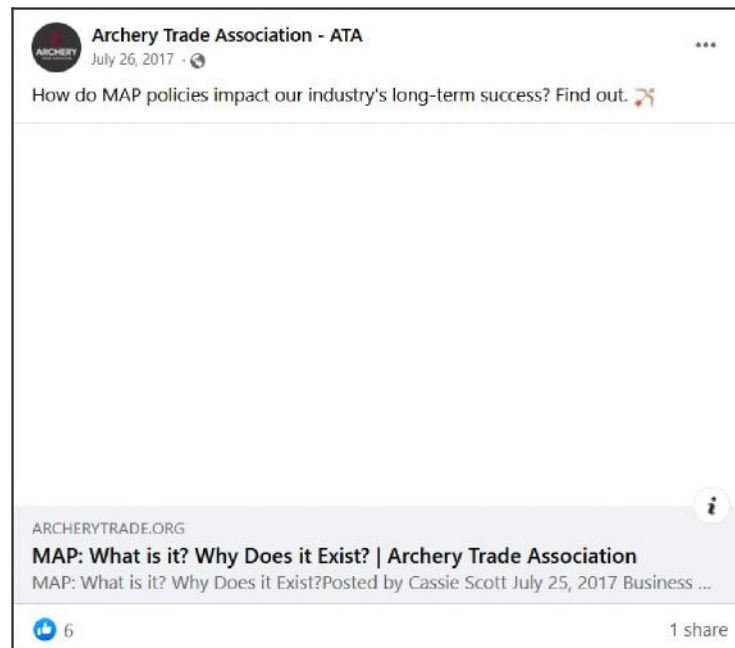 ARCHERY
Archery Trade Association - ATA
July 26, 2017 ·
How do MAP policies impact our industry's long-term success? Find out. 🏹
ARCHERYTRADE.ORG
MAP: What is it? Why Does it Exist? | Archery Trade Association
MAP: What is it? Why Does it Exist?Posted by Cassie Scott July 25, 2017 Business ...
6
1 share